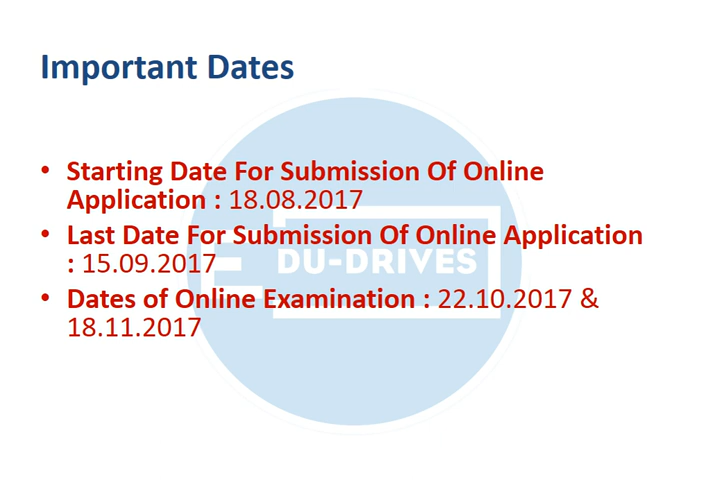 Important Dates
• Starting Date For Submission Of Online
Application : 18.08.2017
• Last Date For Submission Of Online Application
: 15.09.2017
• Dates of Online Examination : 22.10.2017 &
18.11.2017
DU-DRIVES